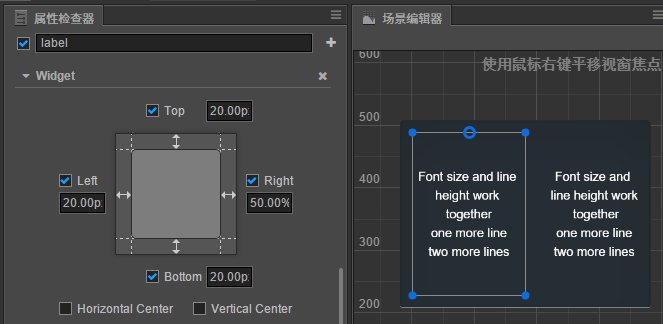 属性检查器
label
Widget
Top 20.00p
Left
Right
20.00p
50.00%
Bottom 20.00p
Horizontal Center Vertical Center
场景编辑器
使用鼠标右键平移视窗焦点
600
500
400
300
200
Font size and line
height work
together
one more line
two more lines
Font size and
line height work
together
one more line
two more lines